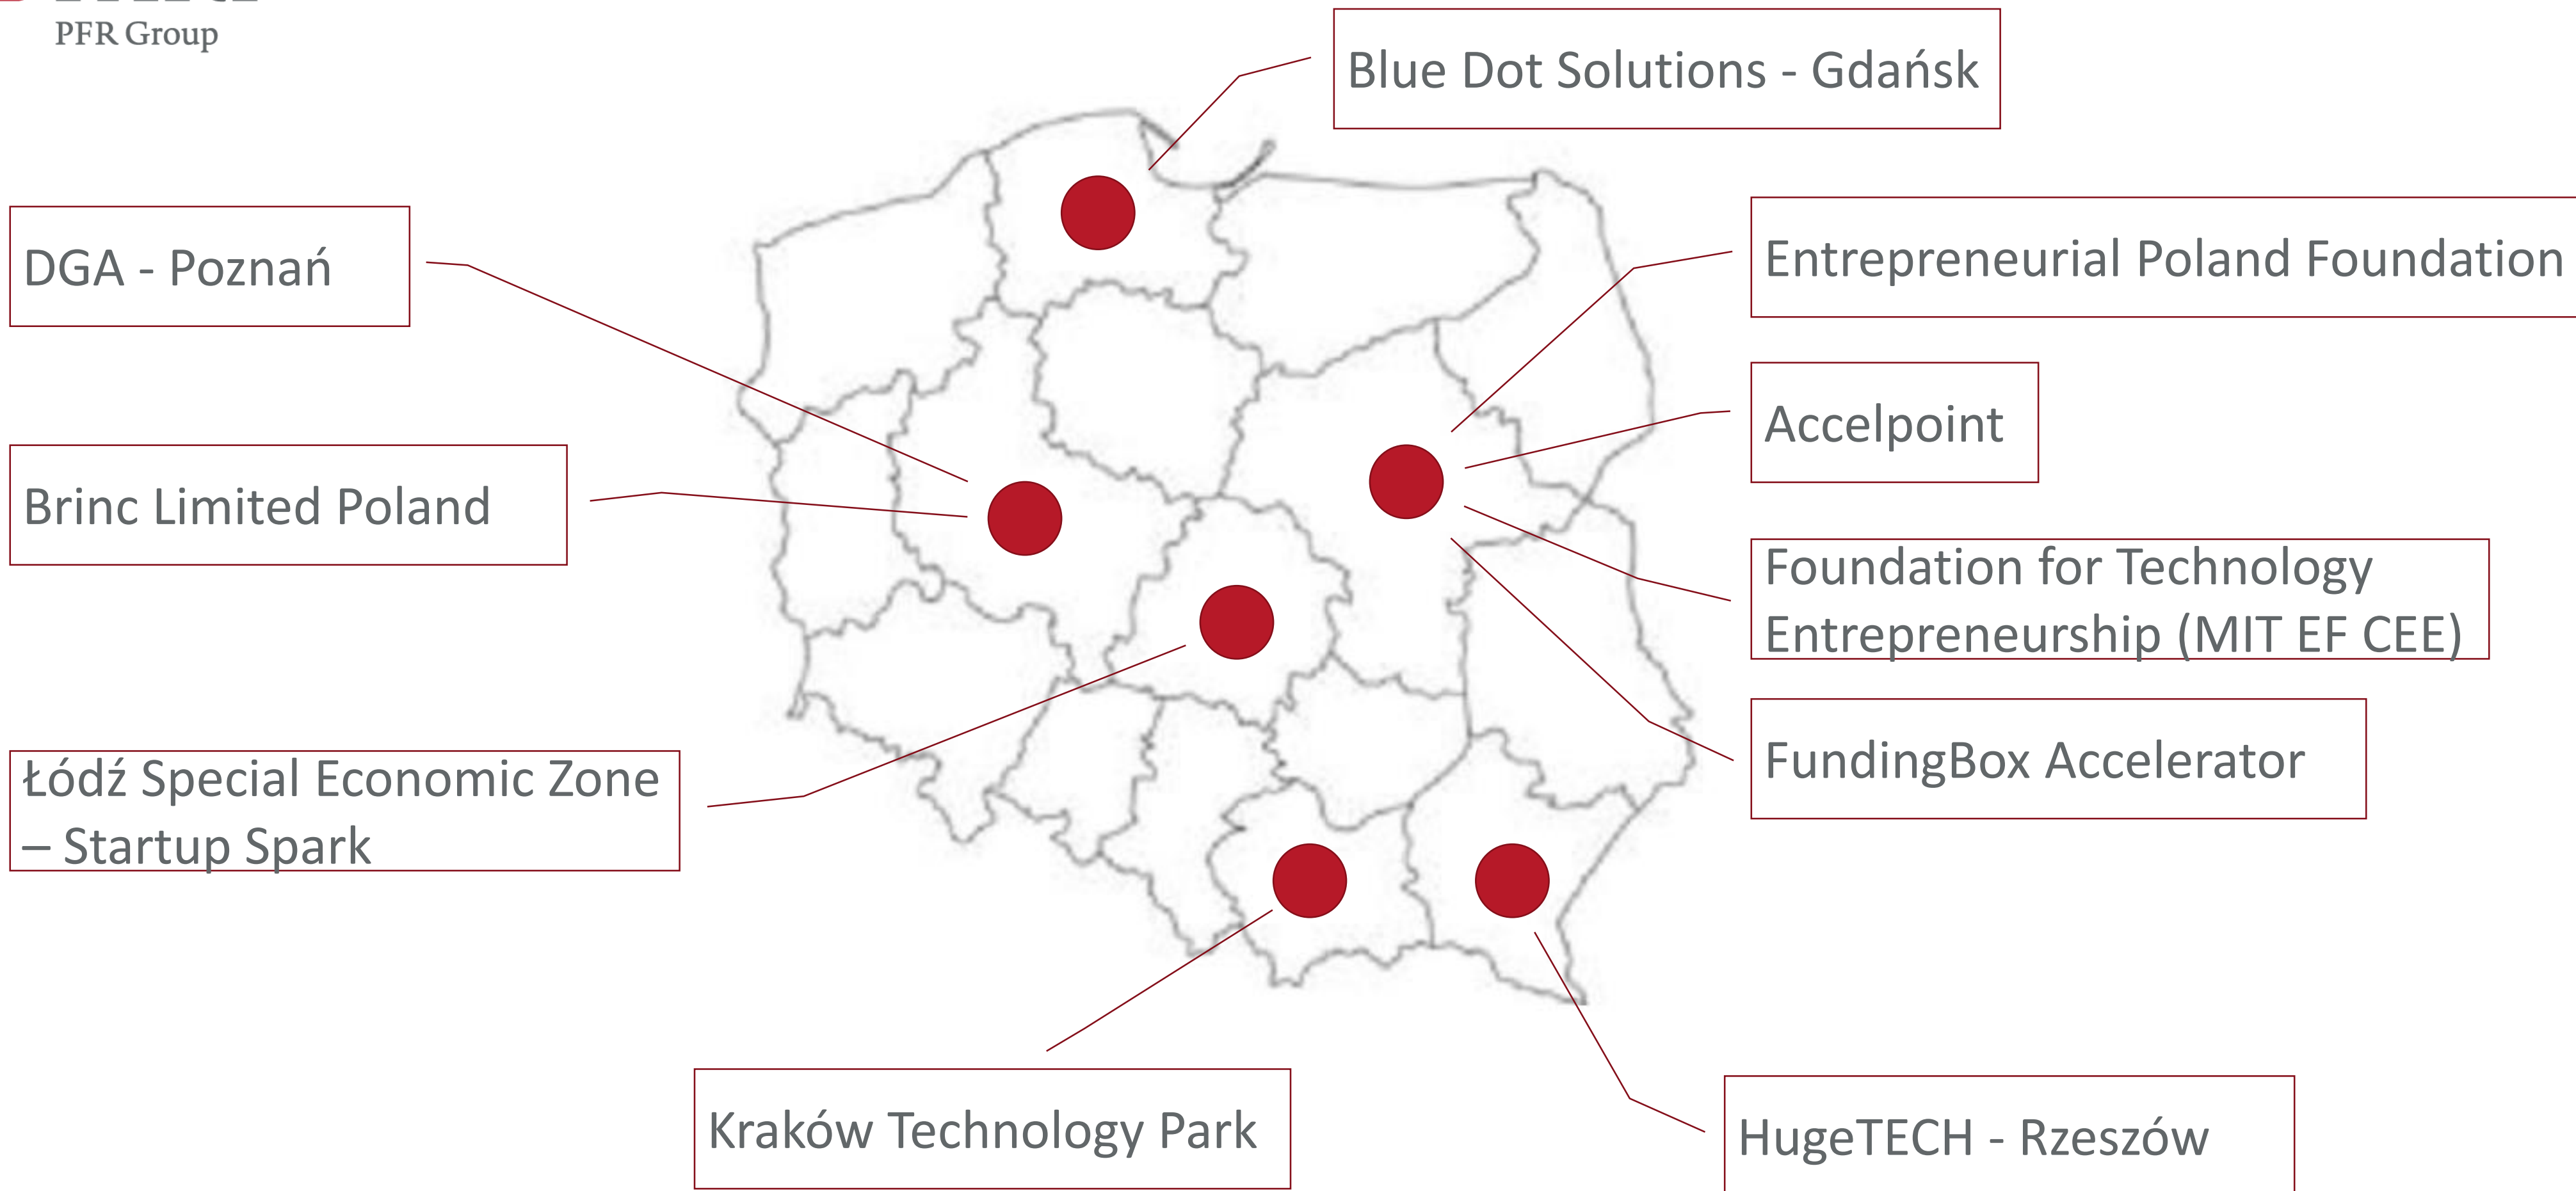 PFR Group
Blue Dot Solutions - Gdańsk
DGA - Poznań
Entrepreneurial Poland Foundation
Accelpoint
Brinc Limited Poland
Foundation for Technology
Entrepreneurship (MIT EF CEE)
FundingBox Accelerator
Łódź Special Economic Zone
– Startup Spark
Kraków Technology Park
HugeTECH - Rzeszów